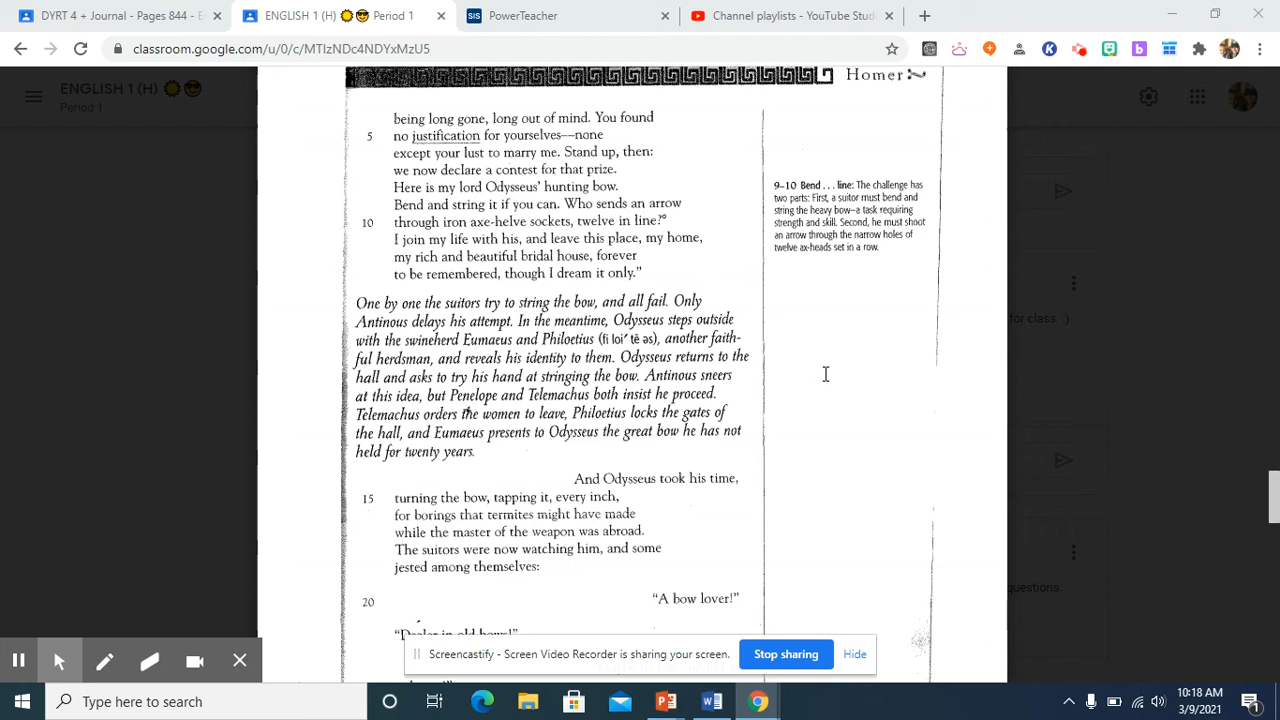 DYRT 4 + Journal - Pages 844 - E
ENGLISH 1 (H) 🌞😎 Period 1
PowerTeacher
Channel playlists - YouTube Stud
classroom.google.com/u/0/c/MTIzNDc4NDYxMzU5
ENGLISH 1 (H)
Period 1
Homer
being long gone, long out of mind. You found
5 no justification for yourselves—none
except your lust to marry me. Stand up, then:
we now declare a contest for that prize.
Here is my lord Odysseus' hunting bow.
Bend and string it if you can. Who sends an arrow
10 through iron axe-helve sockets, twelve in line?°
I join my life with his, and leave this place, my home,
my rich and beautiful bridal house, forever
to be remembered, though I dream it only."
9–10 Bend . . . line: The challenge has
two parts: First, a suitor must bend and
string the heavy bow—a task requiring
strength and skill. Second, he must shoot
an arrow through the narrow holes of
twelve ax-heads set in a row.
One by one the suitors try to string the bow, and all fail. Only
Antinous delays his attempt. In the meantime, Odysseus steps outside
with the swineherd Eumaeus and Philoetius (fi loi′ tē əs), another faith-
ful herdsman, and reveals his identity to them. Odysseus returns to the
hall and asks to try his hand at stringing the bow. Antinous sneers
at this idea, but Penelope and Telemachus both insist he proceed.
Telemachus orders the women to leave, Philoetius locks the gates of
the hall, and Eumaeus presents to Odysseus the great bow he has not
held for twenty years.
And Odysseus took his time,
15 turning the bow, tapping it, every inch,
for borings that termites might have made
while the master of the weapon was abroad.
The suitors were now watching him, and some
jested among themselves:
20 "A bow lover!"
"Dealer in old bows!"
for class. :)
questions.
Screencastify - Screen Video Recorder is sharing your screen.
Stop sharing
Hide
Type here to search
10:18 AM
3/9/2021